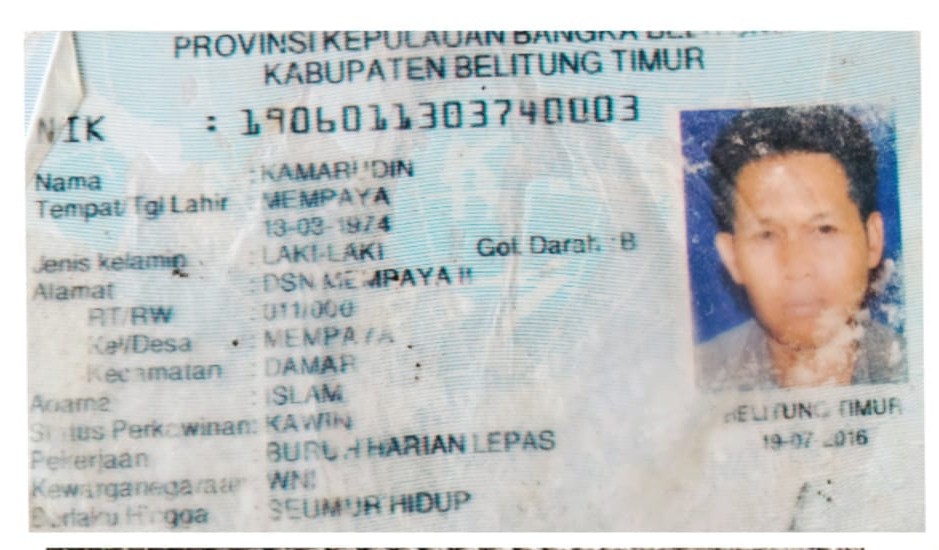 PROVINSI KEPULAUAN BANGKA BELITUNG
KABUPATEN BELITUNG TIMUR
NIK : 1906011303740003
Nama : KAMARUDIN
Tempat/Tgl Lahir : MEMPAYA
13-03-1974
Jenis kelamin : LAKI-LAKI Gol. Darah : B
Alamat : DSN MEMPAYA II
RT/RW : 011/000
Kel/Desa : MEMPAYA
Kecamatan : DAMAR
Agama : ISLAM
Status Perkawinan: KAWIN
Pekerjaan : BURUH HARIAN LEPAS
Kewarganegaraan : WNI
Berlaku Hingga : SEUMUR HIDUP
BELITUNG TIMUR
19-07-2016